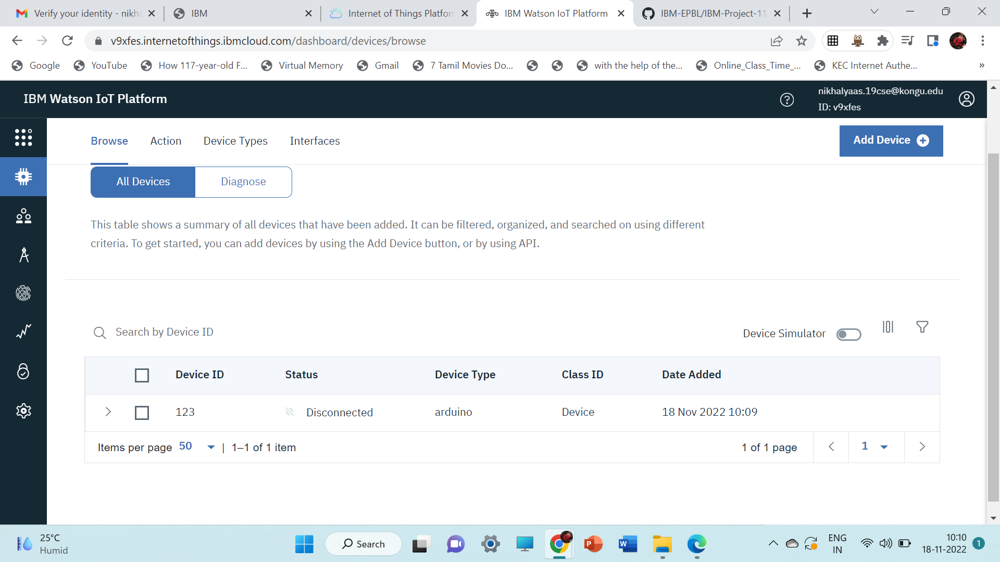 Verify your identity - nikha
IBM
Internet of Things Platform
IBM Watson IoT Platform
IBM-EPBL/IBM-Project-11
v9xfes.internetofthings.ibmcloud.com/dashboard/devices/browse
Google
YouTube
How 117-year-old F...
Virtual Memory
Gmail
7 Tamil Movies Do...
with the help of the...
Online_Class_Time_...
KEC Internet Authe...
»
IBM Watson IoT Platform
nikhalyaas.19cse@kongu.edu
ID: v9xfes
Browse
Action
Device Types
Interfaces
Add Device
All Devices
Diagnose
This table shows a summary of all devices that have been added. It can be filtered, organized, and searched on using different
criteria. To get started, you can add devices by using the Add Device button, or by using API.
Search by Device ID
Device Simulator
Device ID Status Device Type Class ID Date Added
123 Disconnected arduino Device 18 Nov 2022 10:09
Items per page 50 | 1–1 of 1 item
1 of 1 page
1
25°C
Humid
Search
ENG
IN
10:10
18-11-2022
1